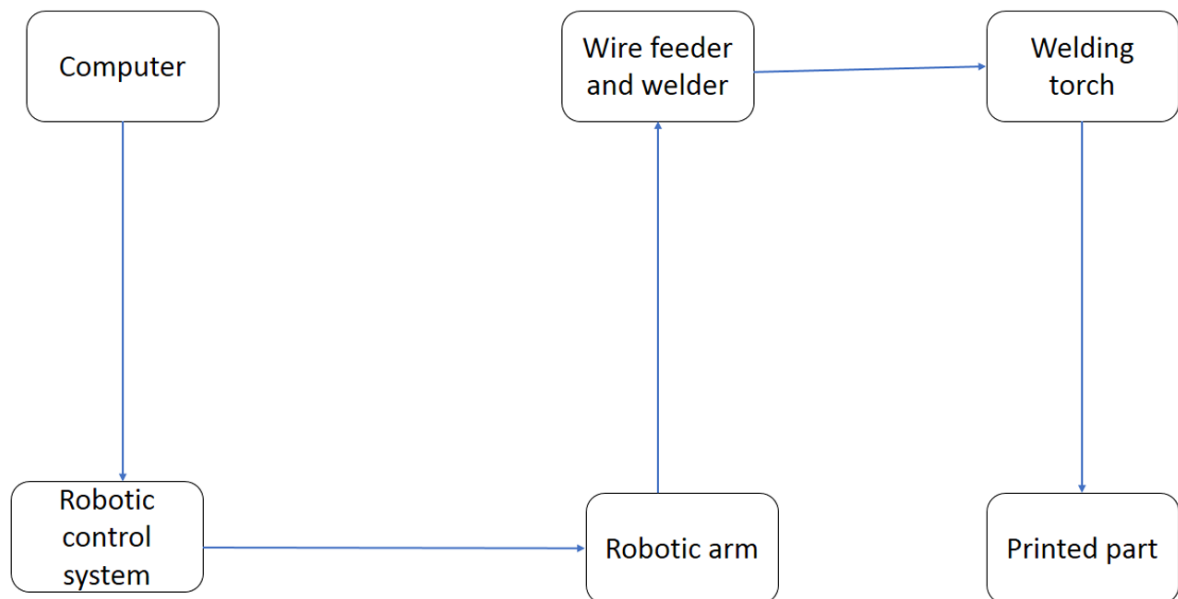 Computer
Wire feeder
and welder
Welding
torch
Robotic
control
system
Robotic arm
Printed part